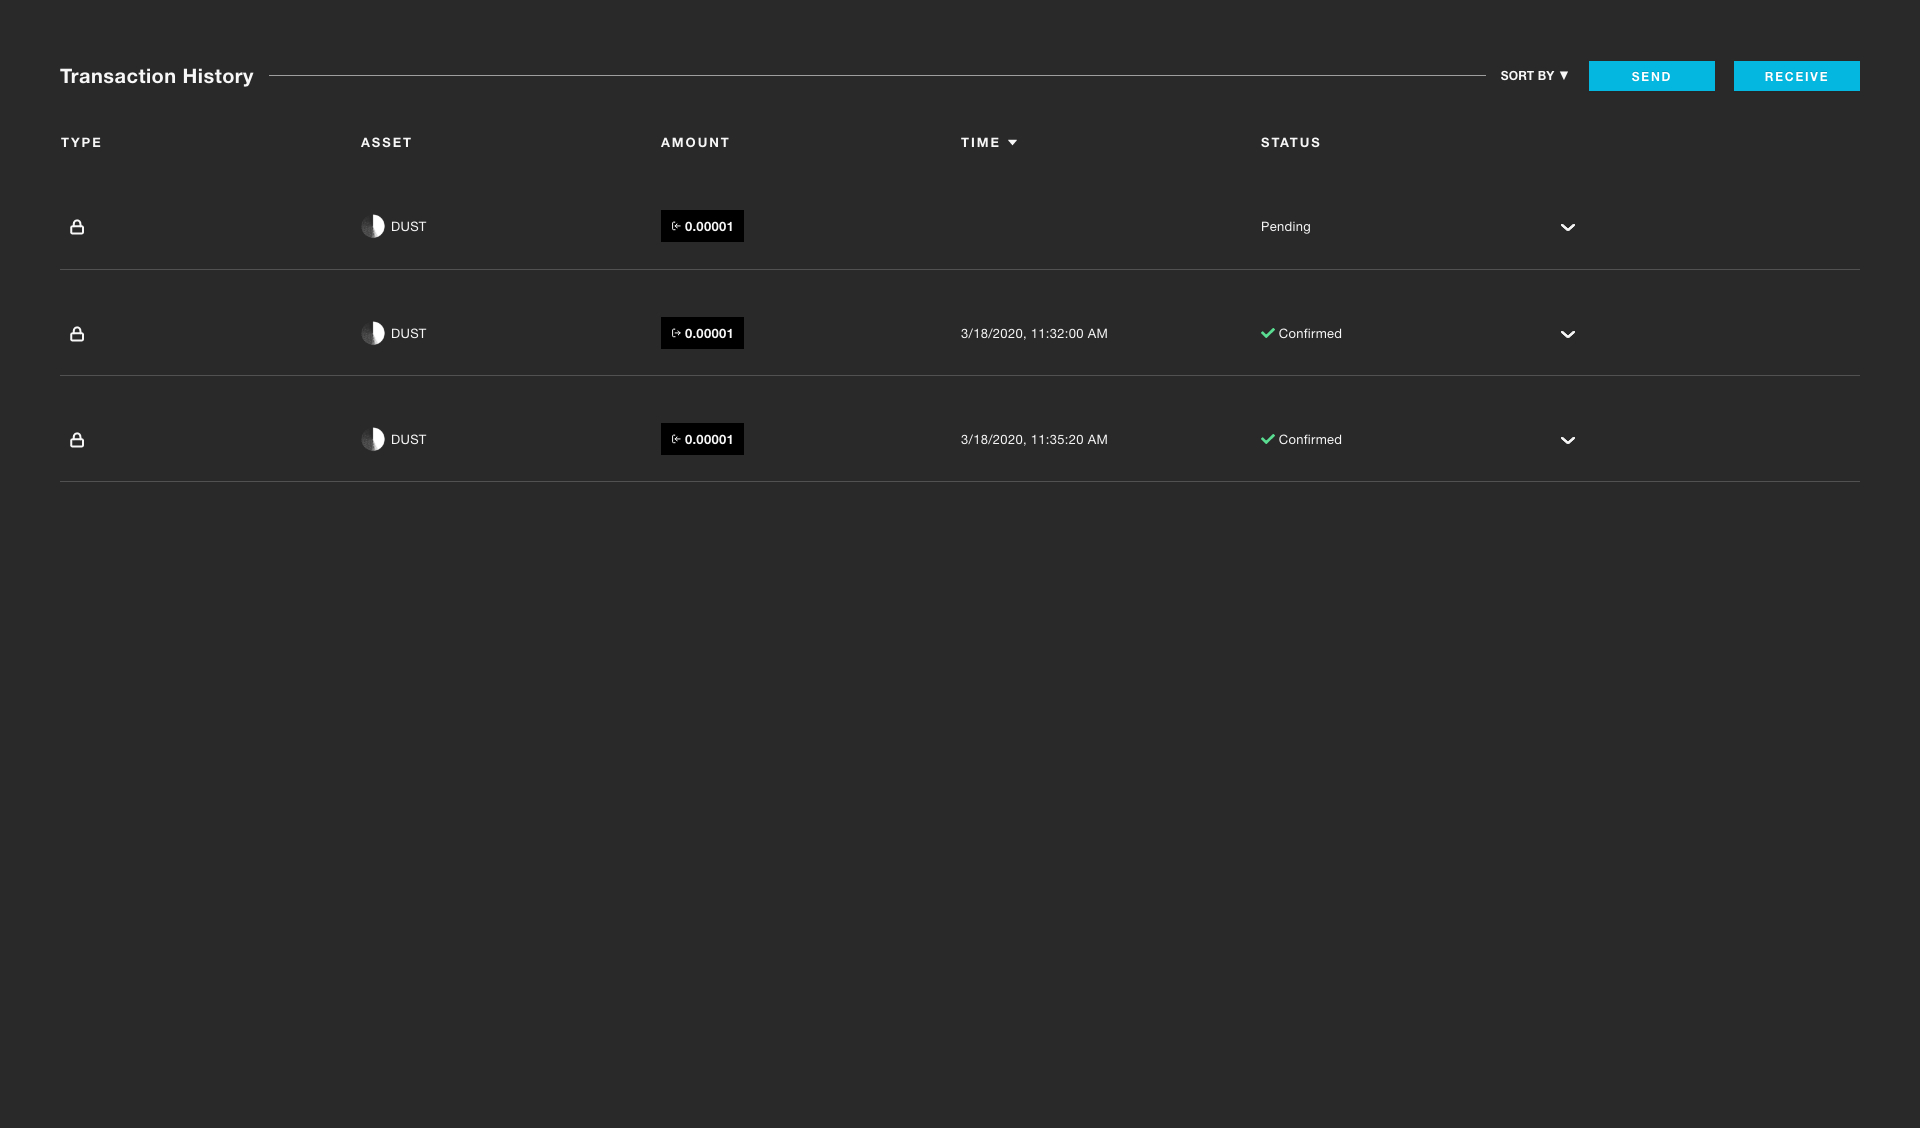 Transaction History SORT BY ▼ SEND RECEIVE
TYPE ASSET AMOUNT TIME STATUS
DUST 0.00001 Pending
DUST 0.00001 3/18/2020, 11:32:00 AM Confirmed
DUST 0.00001 3/18/2020, 11:35:20 AM Confirmed